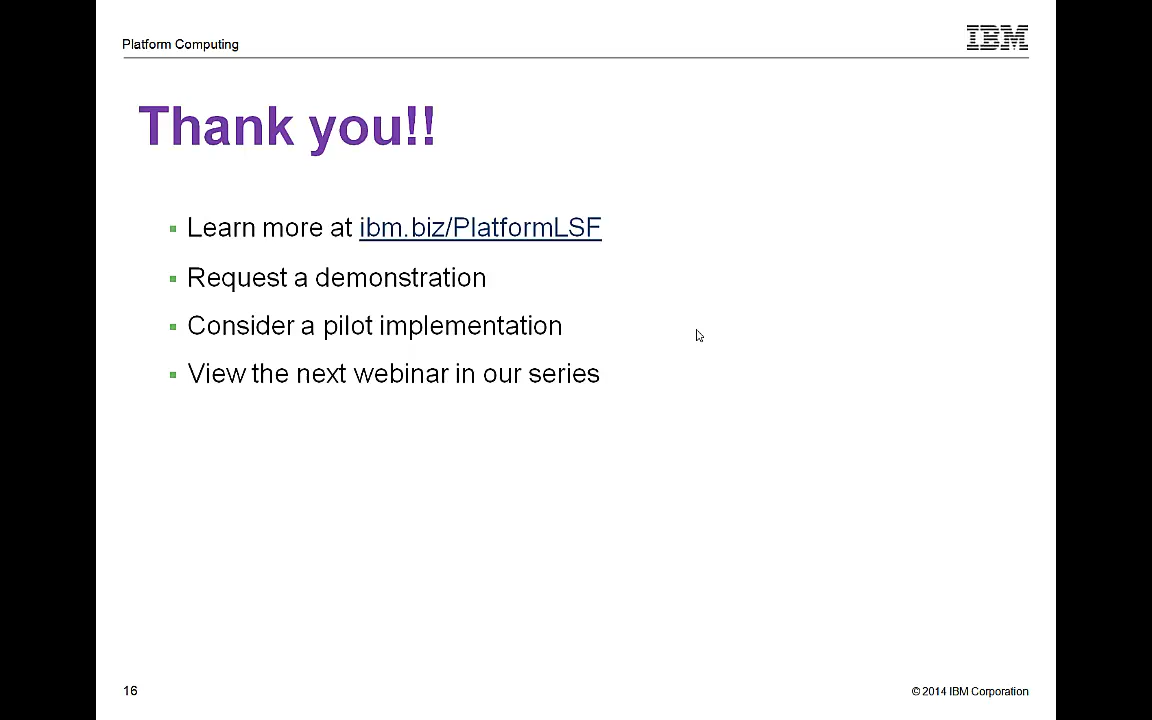 Platform Computing
IBM
Thank you!!
Learn more at ibm.biz/PlatformLSF
Request a demonstration
Consider a pilot implementation
View the next webinar in our series
16
© 2014 IBM Corporation